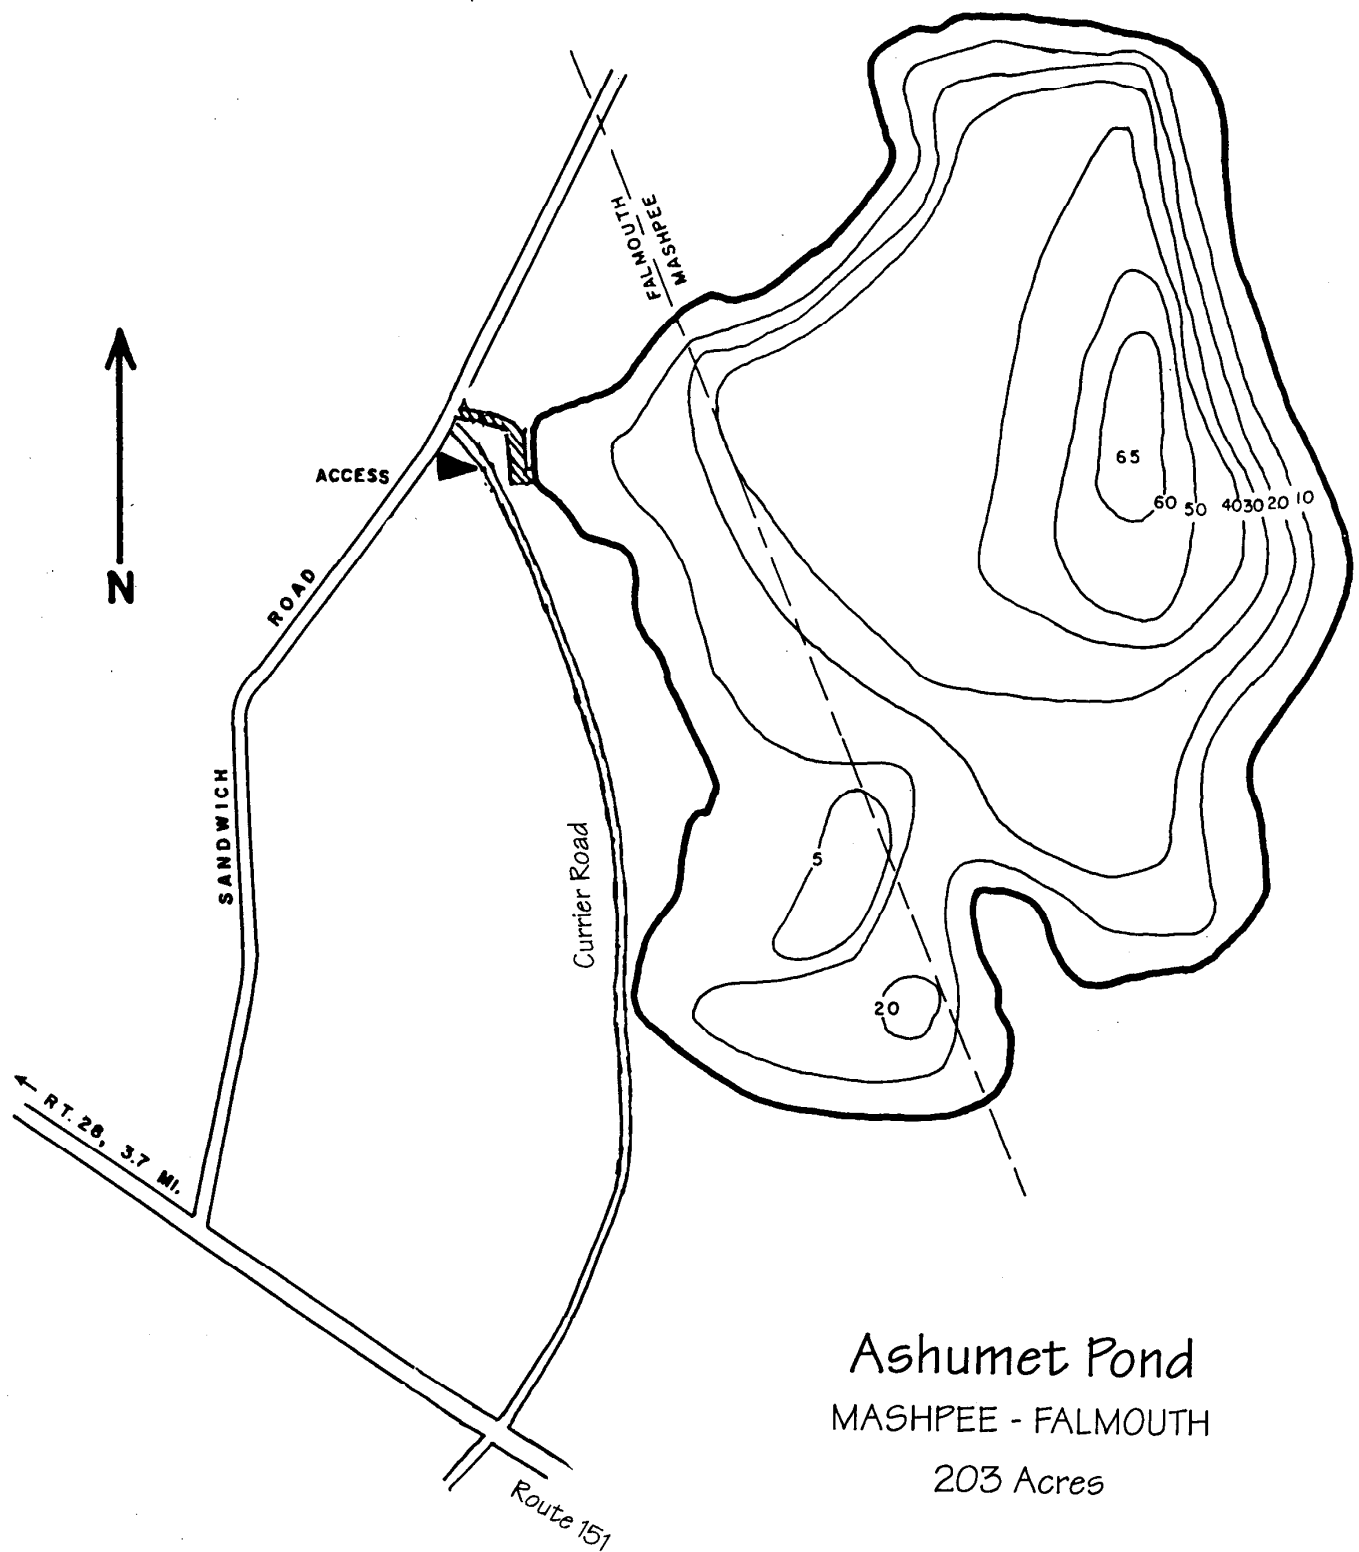 FALMOUTH
MASHPEE
ACCESS
N
ROAD
SANDWICH
65
60
50
40
30
20
10
5
20
Currier Road
RT. 28, 3.7 MI.
Route 151
Ashumet Pond
MASHPEE - FALMOUTH
203 Acres